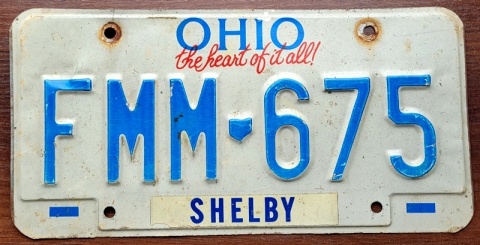 OHIO
the heart of it all!
FMM 675
SHELBY